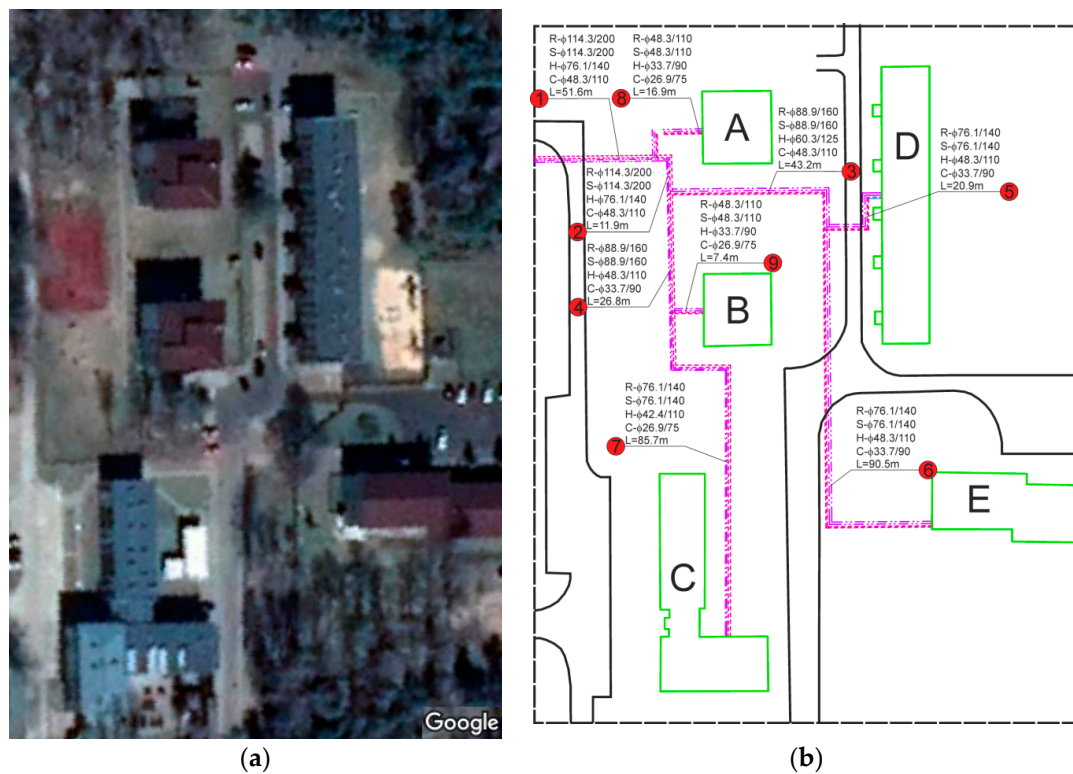 R-ϕ114.3/200
S-ϕ114.3/200
H-ϕ76.1/140
C-ϕ48.3/110
L=51.6m
1
R-ϕ48.3/110
S-ϕ48.3/110
H-ϕ33.7/90
C-ϕ26.9/75
L=16.9m
8
A
R-ϕ88.9/160
S-ϕ88.9/160
H-ϕ60.3/125
C-ϕ48.3/110
L=43.2m
3
D
R-ϕ76.1/140
S-ϕ76.1/140
H-ϕ48.3/110
C-ϕ33.7/90
L=20.9m
5
R-ϕ114.3/200
S-ϕ114.3/200
H-ϕ76.1/140
C-ϕ48.3/110
L=11.9m
2
R-ϕ48.3/110
S-ϕ48.3/110
H-ϕ33.7/90
C-ϕ26.9/75
L=7.4m
9
R-ϕ88.9/160
S-ϕ88.9/160
H-ϕ48.3/110
C-ϕ33.7/90
L=26.8m
4
B
R-ϕ76.1/140
S-ϕ76.1/140
H-ϕ42.4/110
C-ϕ26.9/75
L=85.7m
7
R-ϕ76.1/140
S-ϕ76.1/140
H-ϕ48.3/110
C-ϕ33.7/90
L=90.5m
6
E
C
Google
(a)
(b)